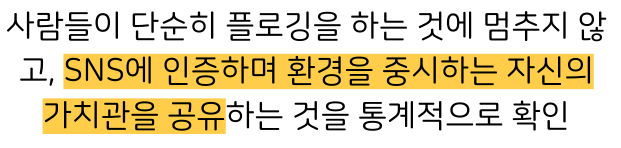 사람들이 단순히 플로깅을 하는 것에 멈추지 않
고, SNS에 인증하며 환경을 중시하는 자신의
가치관을 공유하는 것을 통계적으로 확인